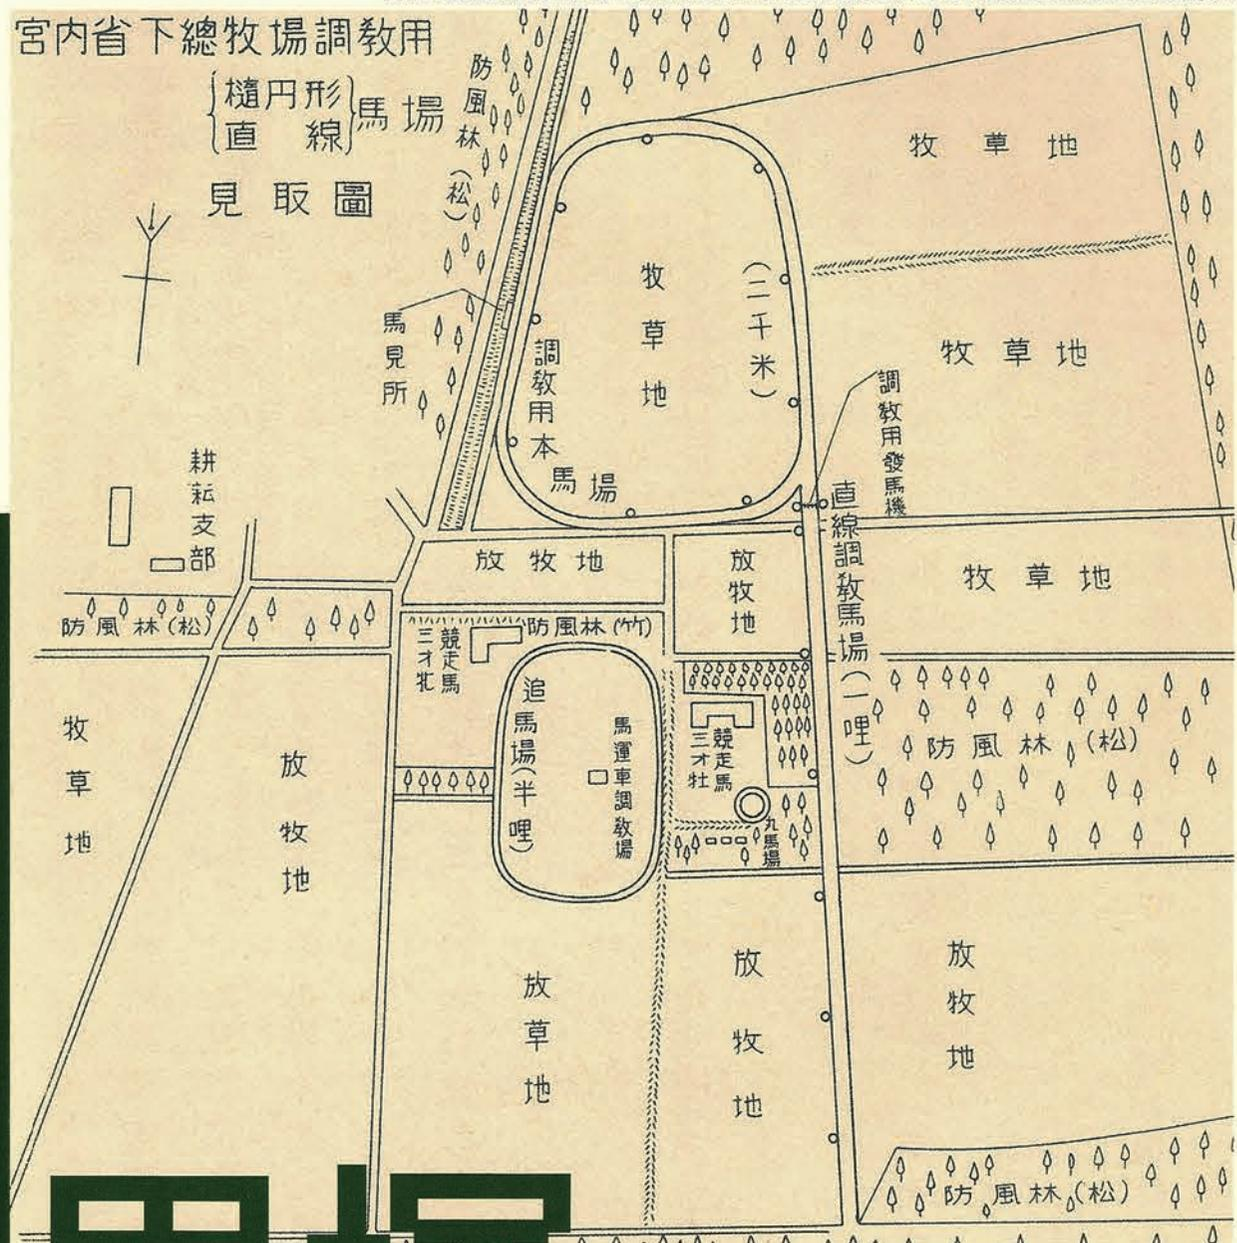 宮内省下總牧場調教用
橢円形
直線
馬場
見取圖
防風林(松)
牧草地
牧草地
(二千米)
牧草地
馬見所
調教用本馬場
調教用發馬機
耕耘支部
放牧地
放牧地
直線調教馬場(一哩)
牧草地
防風林(松)
防風林(竹)
競走馬
三才牝
追馬場(半哩)
馬運車調教場
競走馬
三才牡
丸馬場
防風林(松)
牧草地
放牧地
放草地
放牧地
放牧地
防風林(松)